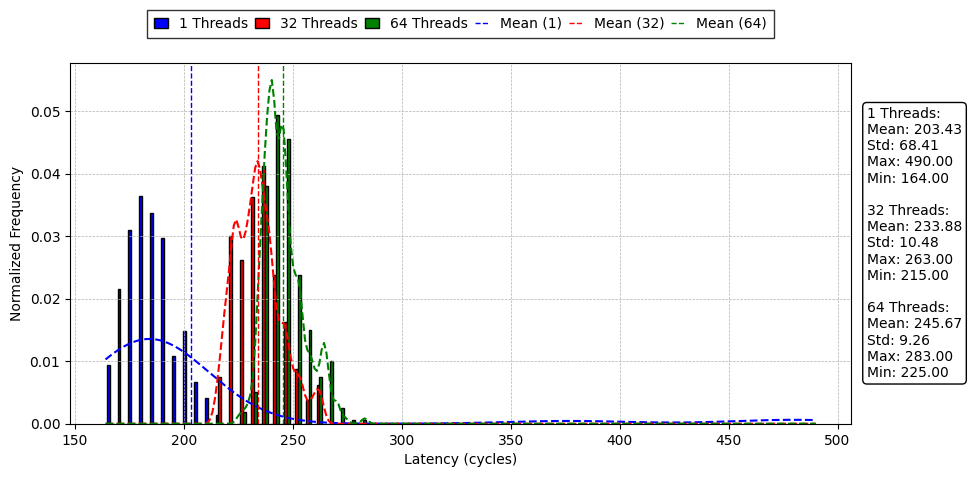 1 Threads 32 Threads 64 Threads Mean (1) Mean (32) Mean (64)
Normalized Frequency
0.05
0.04
0.03
0.02
0.01
0.00
150 200 250 300 350 400 450 500
Latency (cycles)
1 Threads:
Mean: 203.43
Std: 68.41
Max: 490.00
Min: 164.00
32 Threads:
Mean: 233.88
Std: 10.48
Max: 263.00
Min: 215.00
64 Threads:
Mean: 245.67
Std: 9.26
Max: 283.00
Min: 225.00